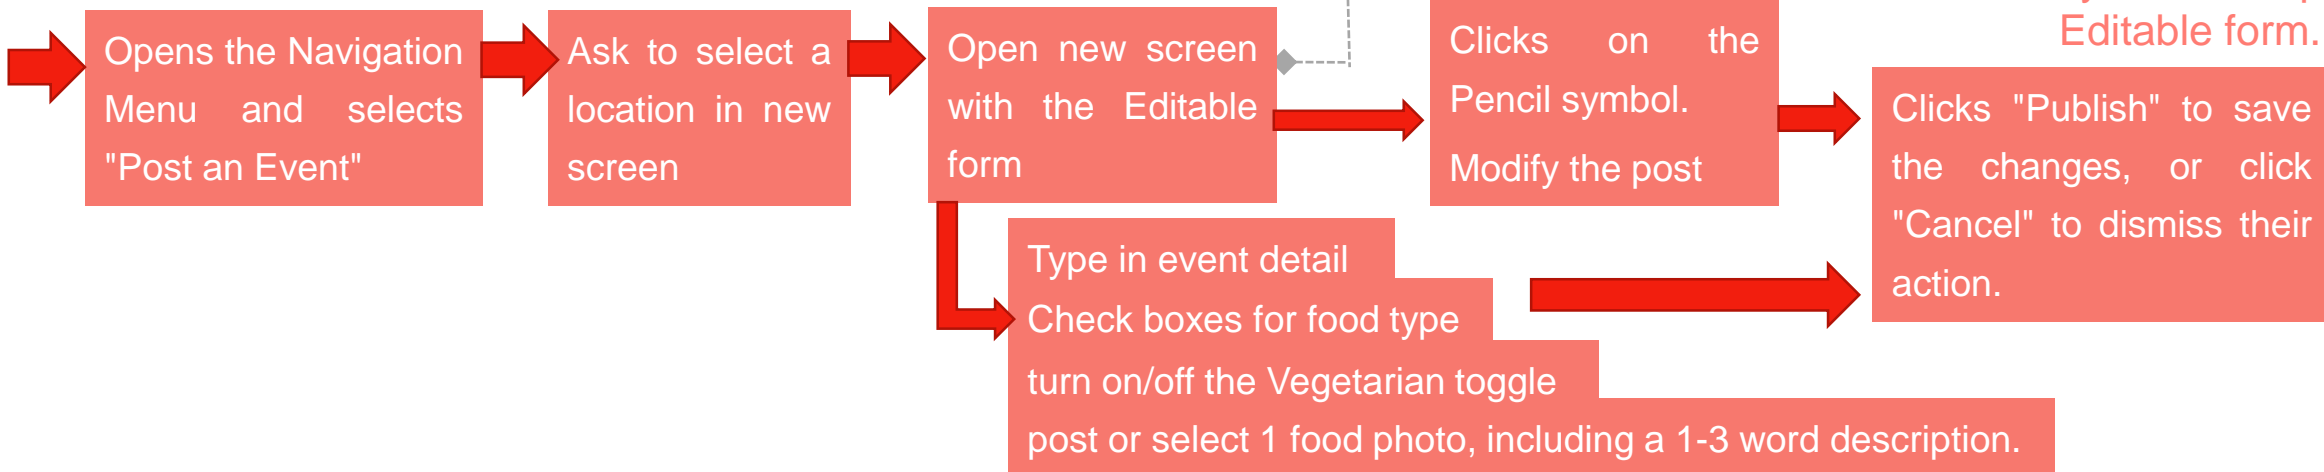 Opens the Navigation
Menu and selects
"Post an Event"
Ask to select a
location in new
screen
Open new screen
with the Editable
form
Clicks on the
Pencil symbol.
Modify the post
Editable form.
Clicks "Publish" to save
the changes, or click
"Cancel" to dismiss their
action.
Type in event detail
Check boxes for food type
turn on/off the Vegetarian toggle
post or select 1 food photo, including a 1-3 word description.